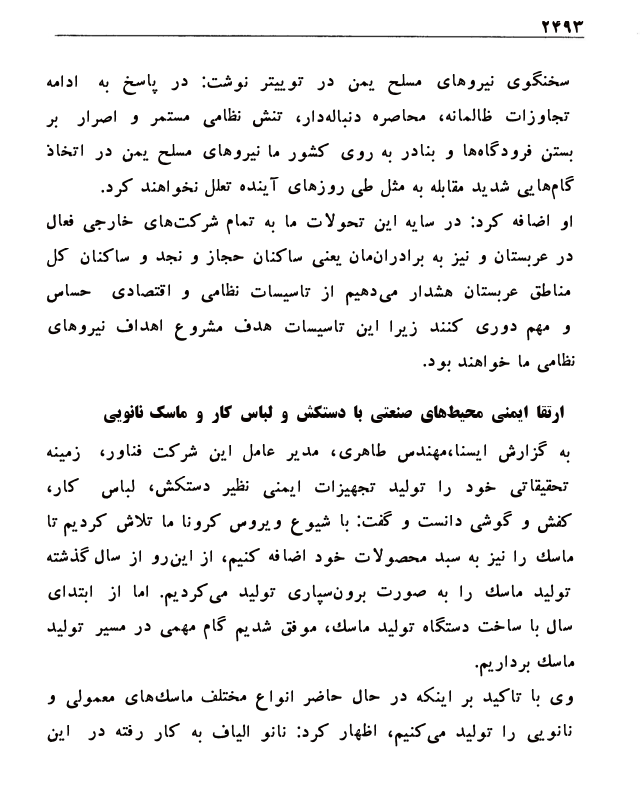 ۲۴۹۳
سخنگوی نیروهای مسلح یمن در توییتر نوشت: در پاسخ به ادامه
تجاوزات ظالمانه، محاصره دنباله‌دار، تنش نظامی مستمر و اصرار بر
بستن فرودگاه‌ها و بنادر به روی کشور ما نیروهای مسلح یمن در اتخاذ
گام‌هایی شدید مقابله به مثل طی روزهای آینده تعلل نخواهند کرد.
او اضافه کرد: در سایه این تحولات ما به تمام شرکت‌های خارجی فعال
در عربستان و نیز به برادران‌مان یعنی ساکنان حجاز و نجد و ساکنان کل
مناطق عربستان هشدار می‌دهیم از تاسیسات نظامی و اقتصادی حساس
و مهم دوری کنند زیرا این تاسیسات هدف مشروع اهداف نیروهای
نظامی ما خواهند بود.
ارتقا ایمنی محیط‌های صنعتی با دستکش و لباس کار و ماسک نانویی
به گزارش ایسنا،مهندس طاهری، مدیر عامل این شرکت فناور، زمینه
تحقیقاتی خود را تولید تجهیزات ایمنی نظیر دستکش، لباس کار،
کفش و گوشی دانست و گفت: با شیوع ویروس کرونا ما تلاش کردیم تا
ماسک را نیز به سبد محصولات خود اضافه کنیم، از این‌رو از سال گذشته
تولید ماسک را به صورت برون‌سپاری تولید می‌کردیم. اما از ابتدای
سال با ساخت دستگاه تولید ماسک، موفق شدیم گام مهمی در مسیر تولید
ماسک برداریم.
وی با تاکید بر اینکه در حال حاضر انواع مختلف ماسک‌های معمولی و
نانویی را تولید می‌کنیم، اظهار کرد: نانو الیاف به کار رفته در این